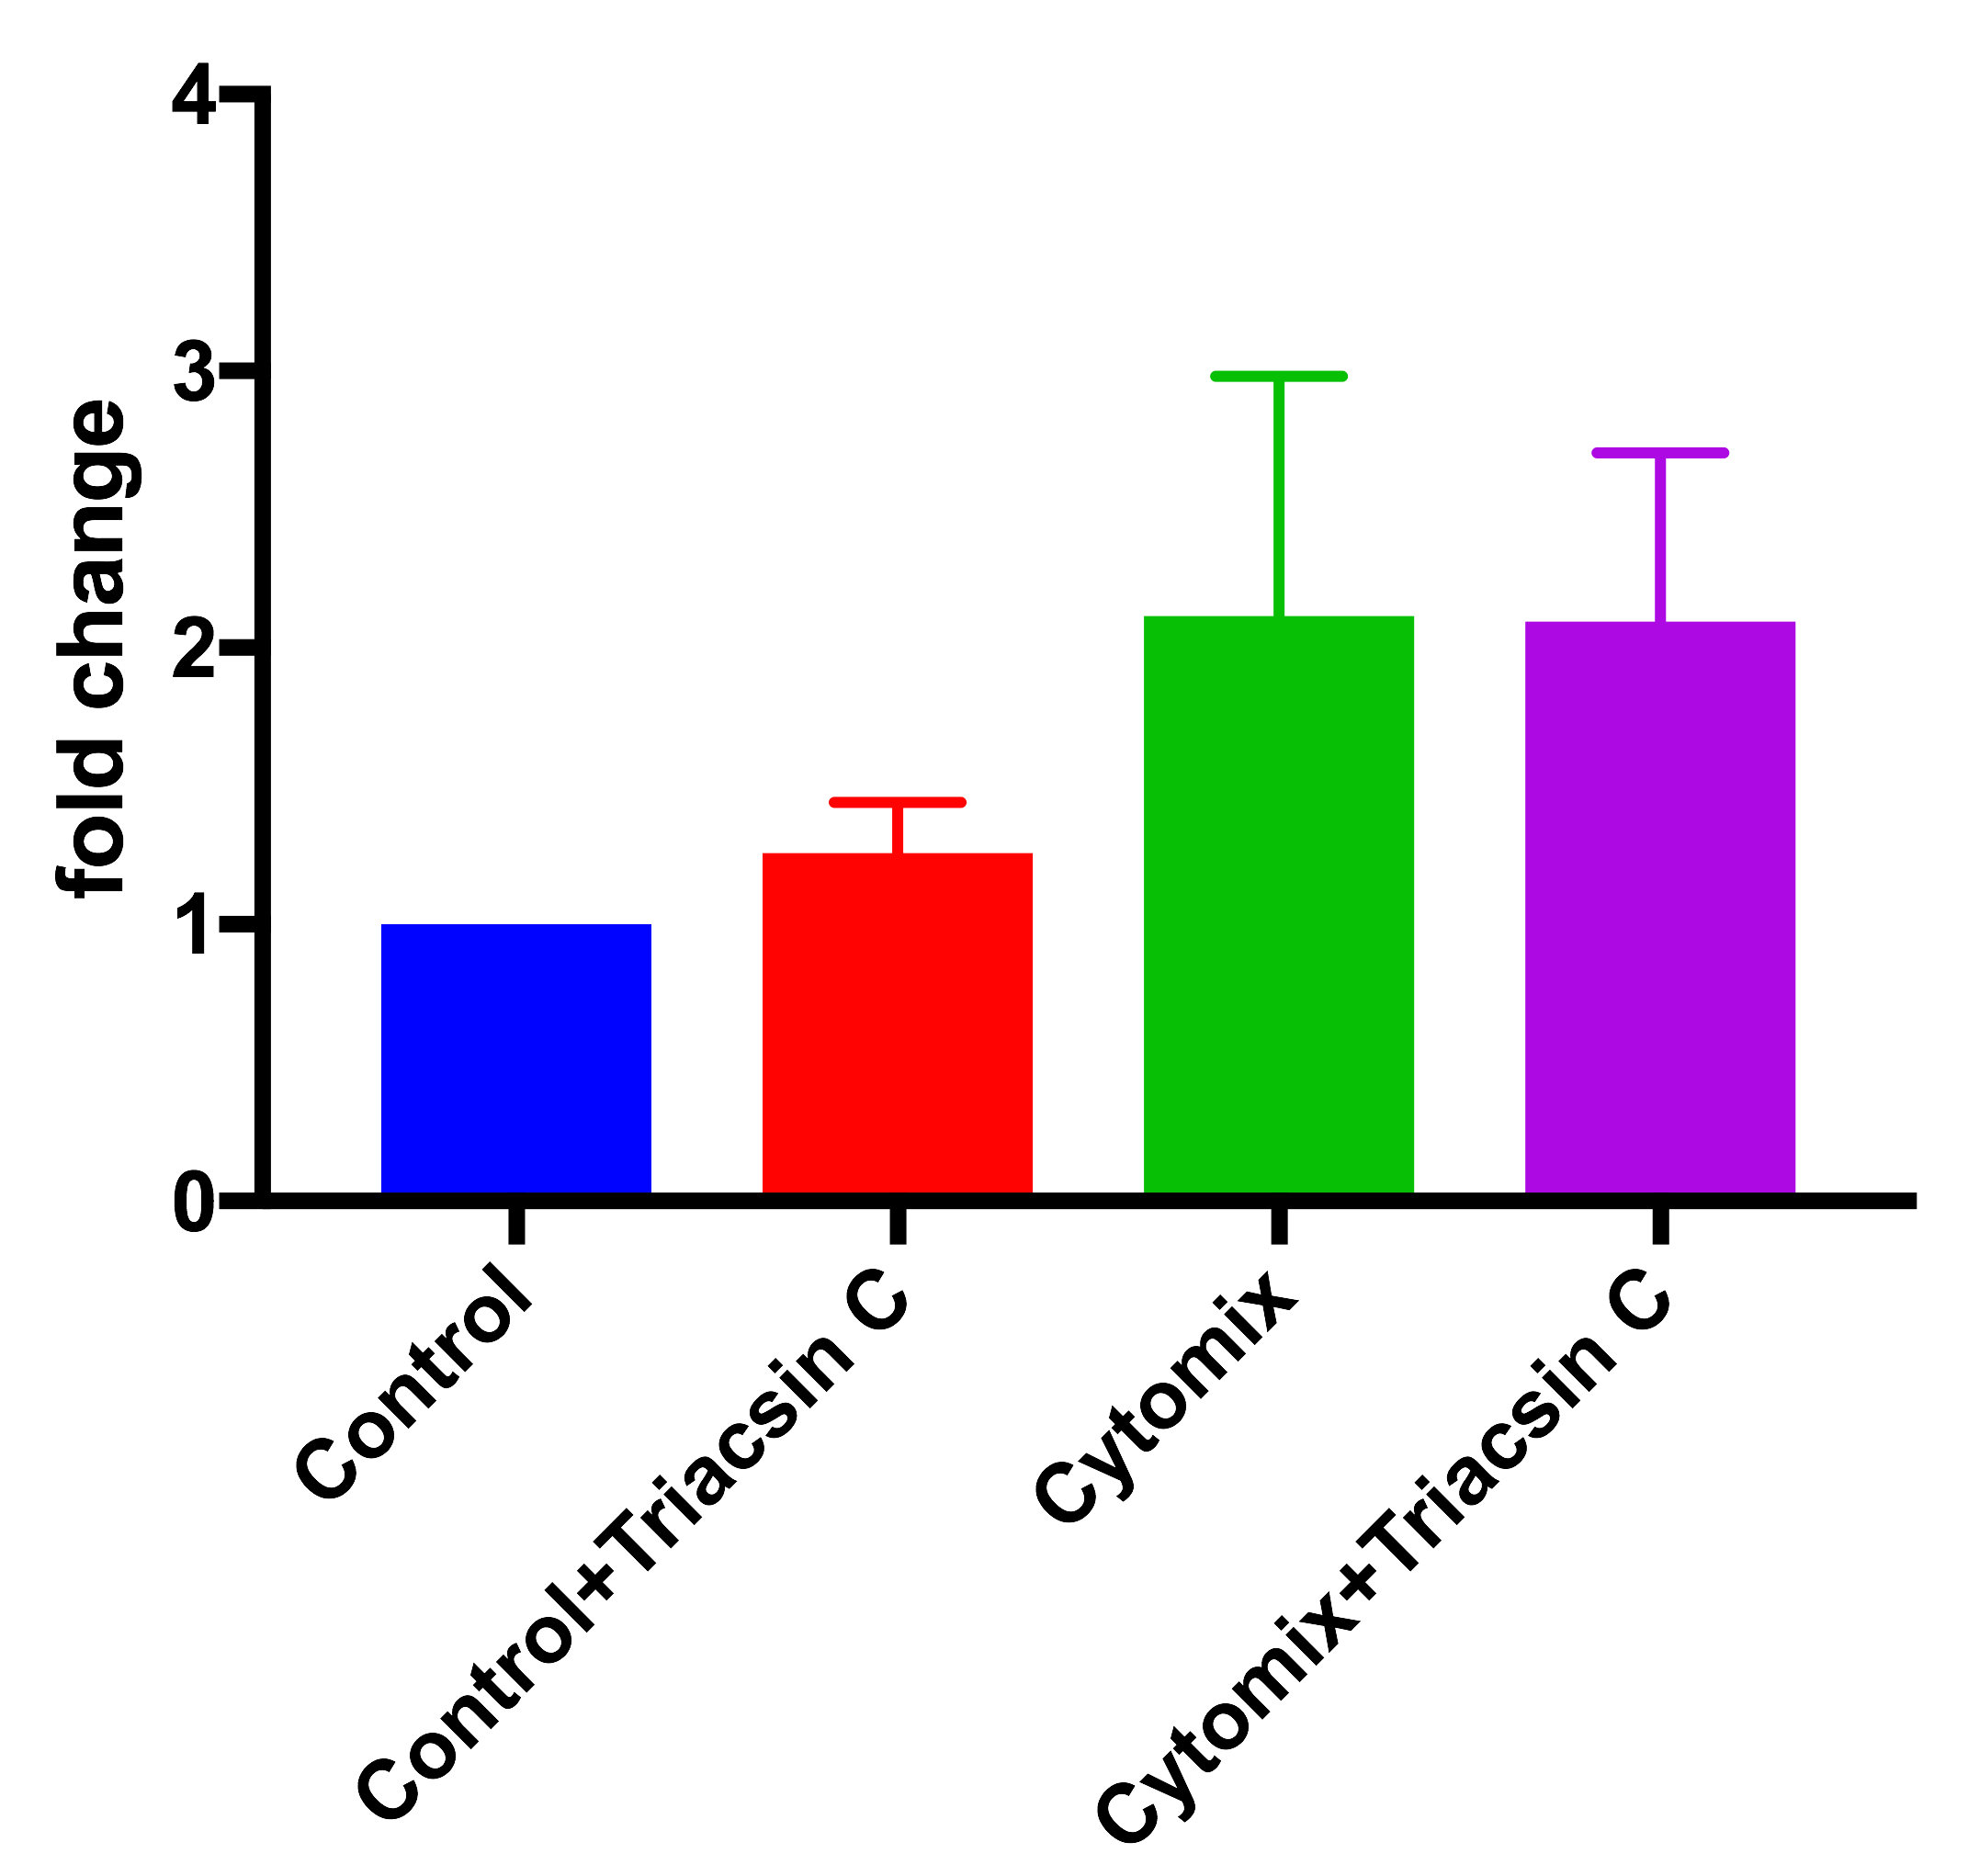 4
3
2
1
0
fold change
Control
Control+Triacsin C
Cytomix
Cytomix+Triacsin C